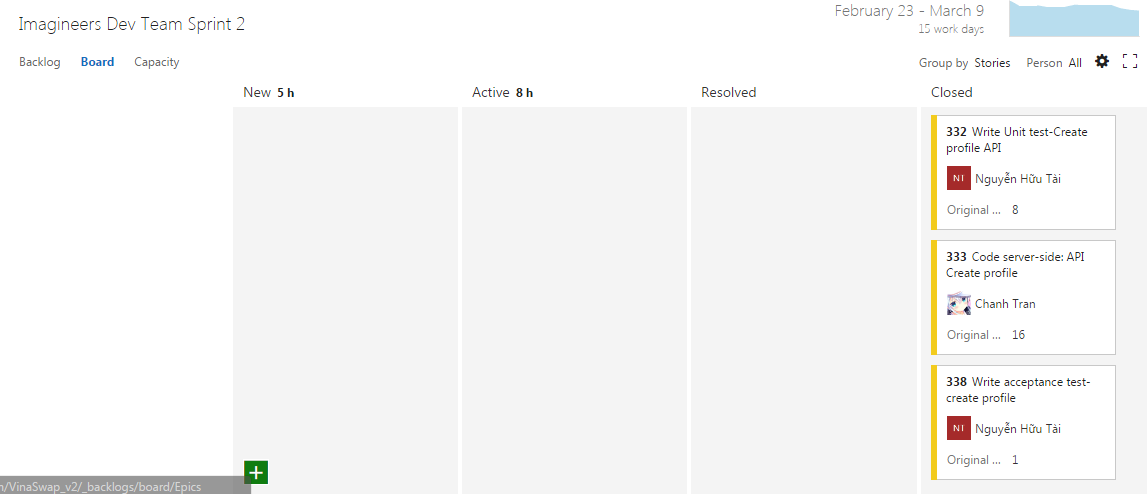 Imagineers Dev Team Sprint 2
February 23 - March 9
15 work days
Backlog Board Capacity
Group by Stories Person All
New 5 h Active 8 h Resolved Closed
332 Write Unit test-Create
profile API
NT Nguyễn Hữu Tài
Original ... 8
333 Code server-side: API
Create profile
Chanh Tran
Original ... 16
338 Write acceptance test-
create profile
NT Nguyễn Hữu Tài
Original ... 1
+
n/VinaSwap_v2/_backlogs/board/Epics